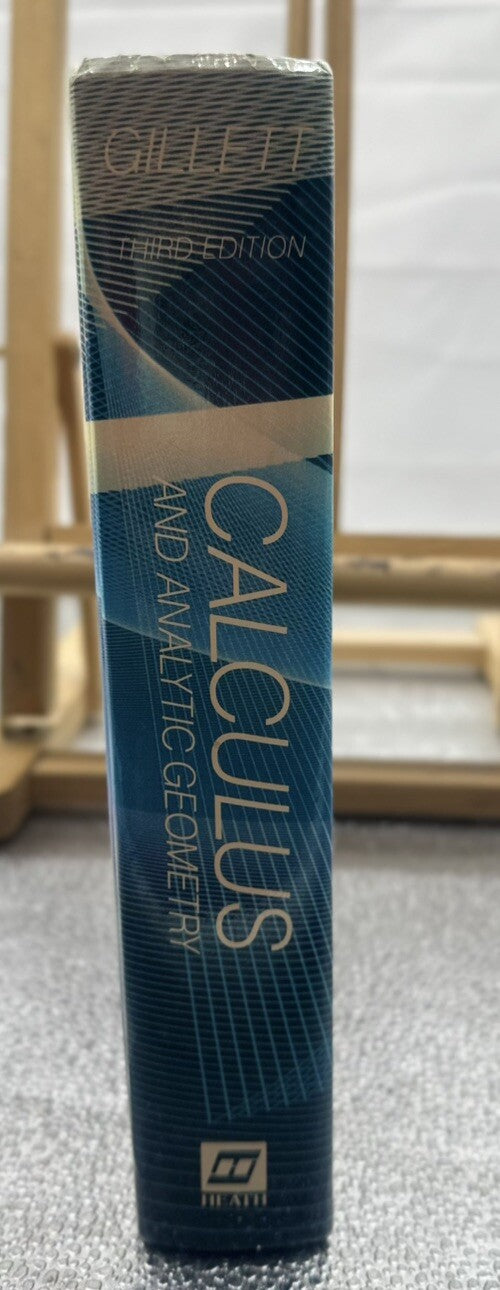 GILLETT
THIRD EDITION
CALCULUS
AND ANALYTIC GEOMETRY
HEATH